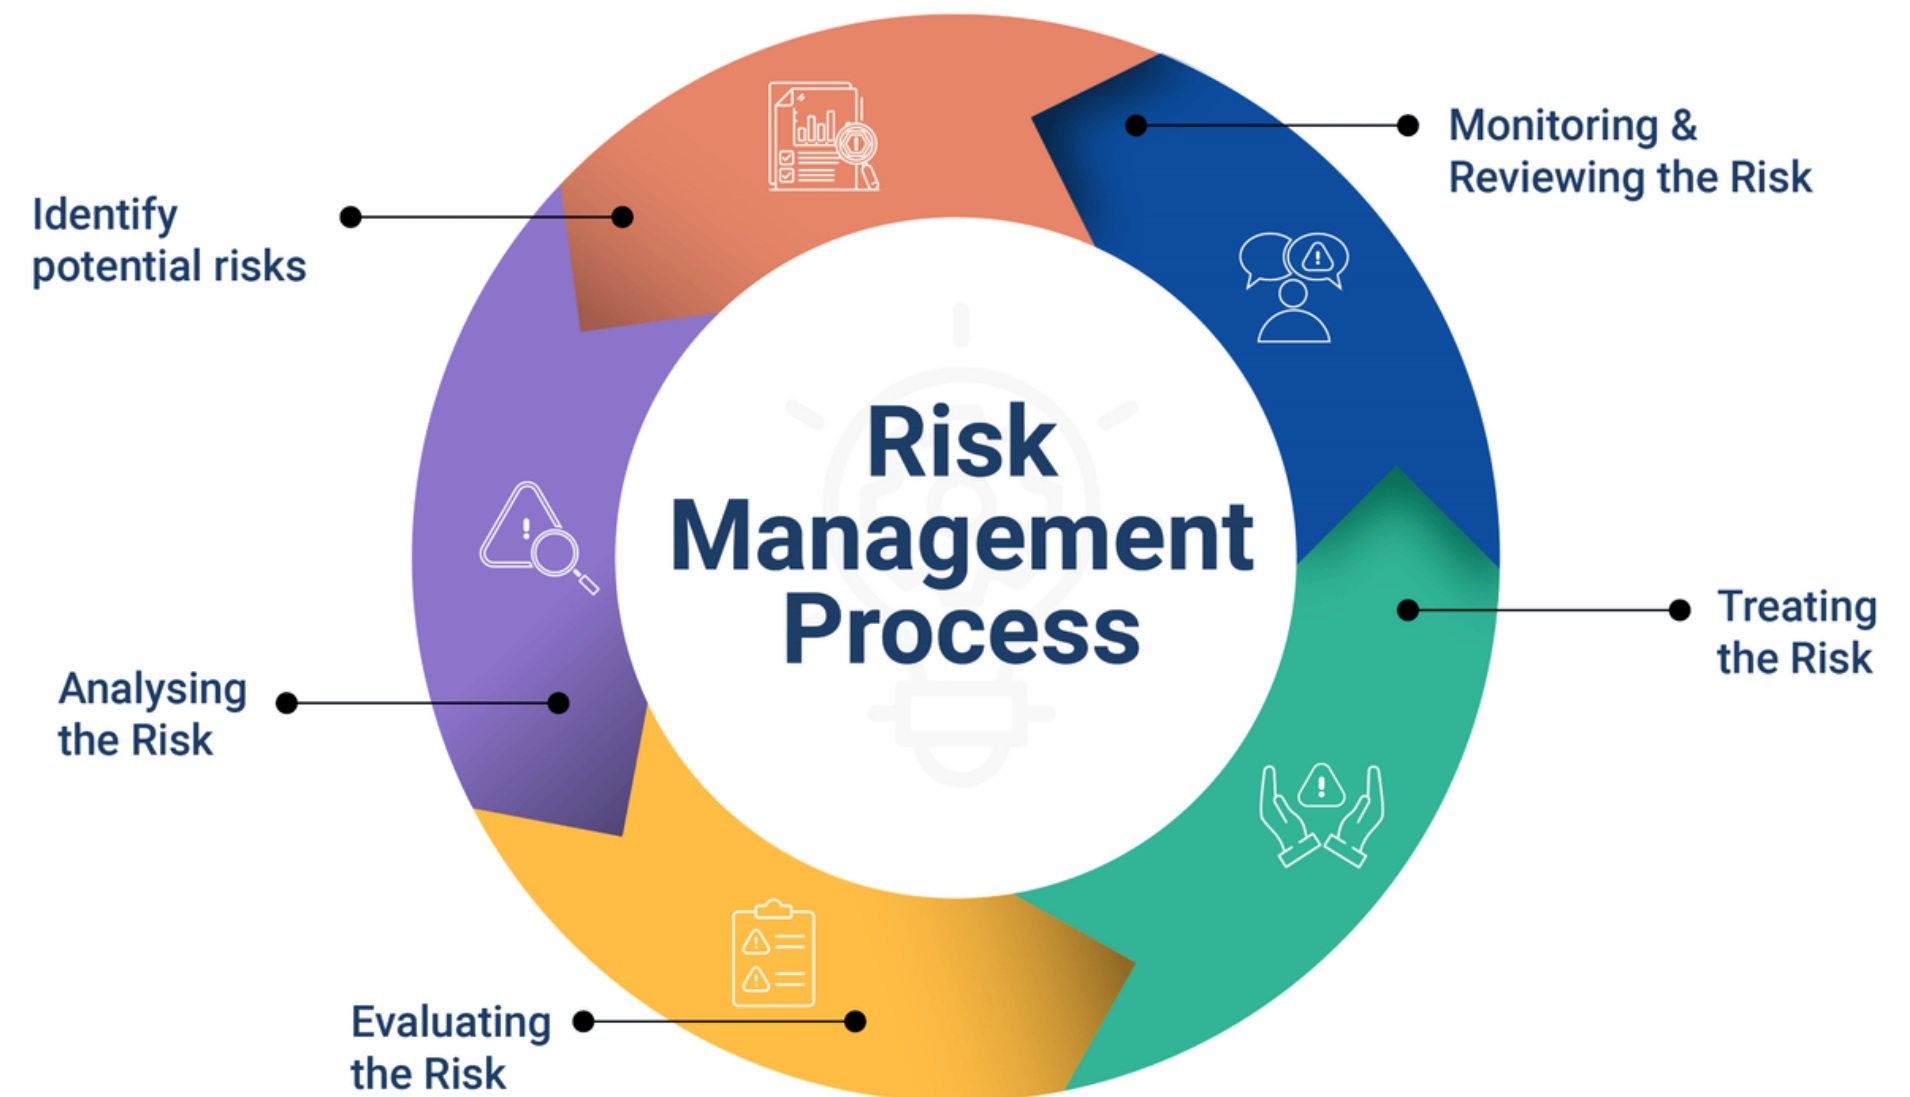 Risk
Management
Process
Identify
potential risks
Analysing
the Risk
Evaluating
the Risk
Treating
the Risk
Monitoring &
Reviewing the Risk